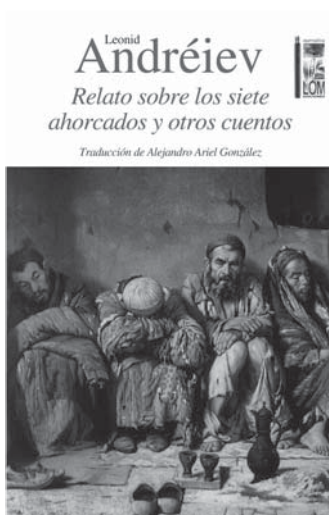 Leonid
Andréiev
Relato sobre los siete
ahorcados y otros cuentos
Traducción de Alejandro Ariel González
LOM